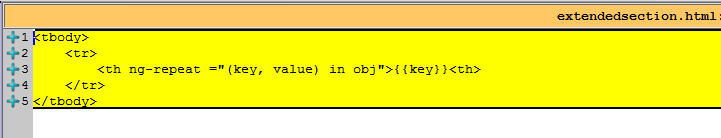 extendedsection.html:
1 <tbody>
2 <tr>
3 <th ng-repeat ="(key, value) in obj">{{key}}<th>
4 </tr>
5 </tbody>